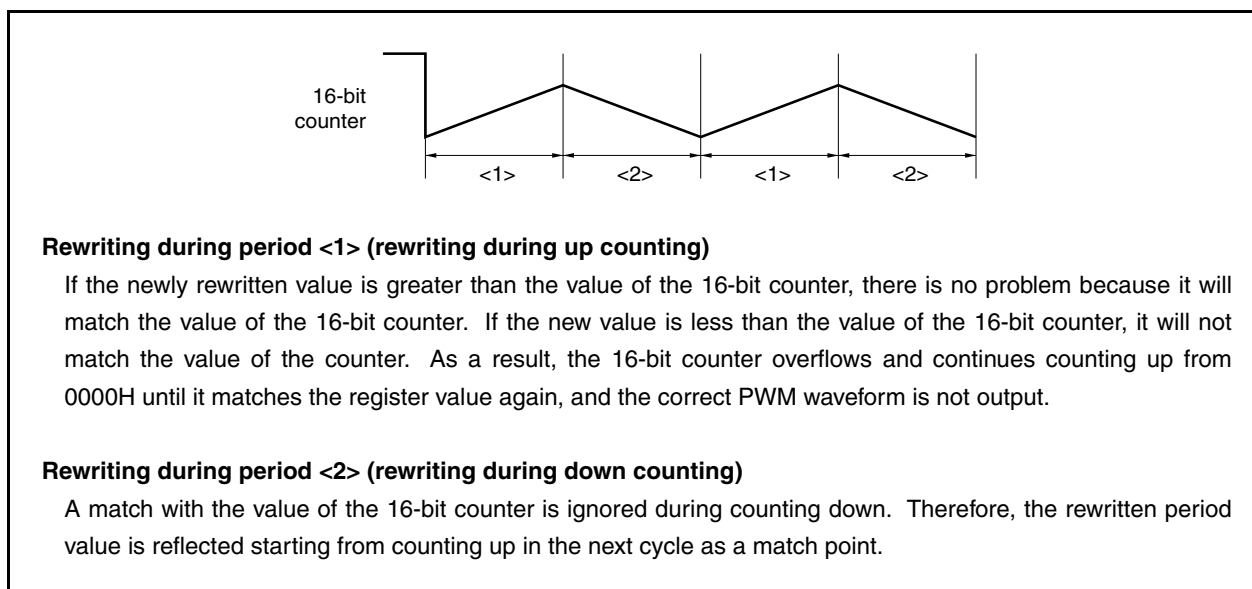 16-bit
counter
<1>
<2>
<1>
<2>
Rewriting during period <1> (rewriting during up counting)
If the newly rewritten value is greater than the value of the 16-bit counter, there is no problem because it will
match the value of the 16-bit counter. If the new value is less than the value of the 16-bit counter, it will not
match the value of the counter. As a result, the 16-bit counter overflows and continues counting up from
0000H until it matches the register value again, and the correct PWM waveform is not output.
Rewriting during period <2> (rewriting during down counting)
A match with the value of the 16-bit counter is ignored during counting down. Therefore, the rewritten period
value is reflected starting from counting up in the next cycle as a match point.